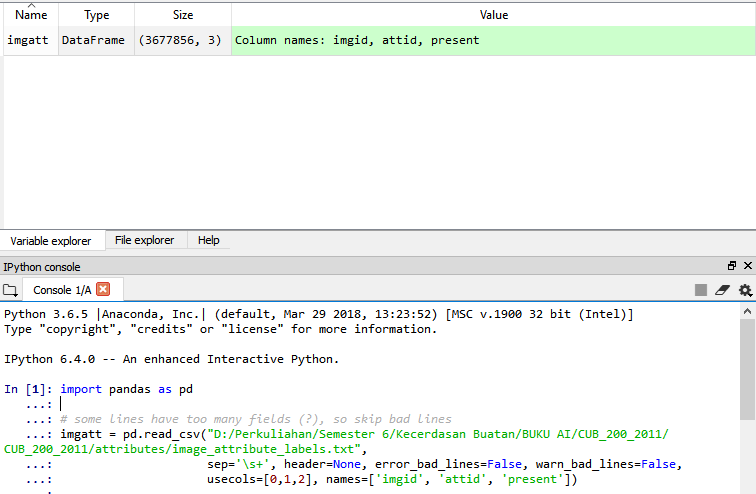 Name Type Size Value
imgatt DataFrame (3677856, 3) Column names: imgid, attid, present
Variable explorer File explorer Help
IPython console
Console 1/A
Python 3.6.5 |Anaconda, Inc.| (default, Mar 29 2018, 13:23:52) [MSC v.1900 32 bit (Intel)]
Type "copyright", "credits" or "license" for more information.
IPython 6.4.0 -- An enhanced Interactive Python.
In [1]: import pandas as pd
...:
...: # some lines have too many fields (?), so skip bad lines
...: imgatt = pd.read_csv("D:/Perkuliahan/Semester 6/Kecerdasan Buatan/BUKU AI/CUB_200_2011/
CUB_200_2011/attributes/image_attribute_labels.txt",
...: sep='\s+', header=None, error_bad_lines=False, warn_bad_lines=False,
...: usecols=[0,1,2], names=['imgid', 'attid', 'present'])